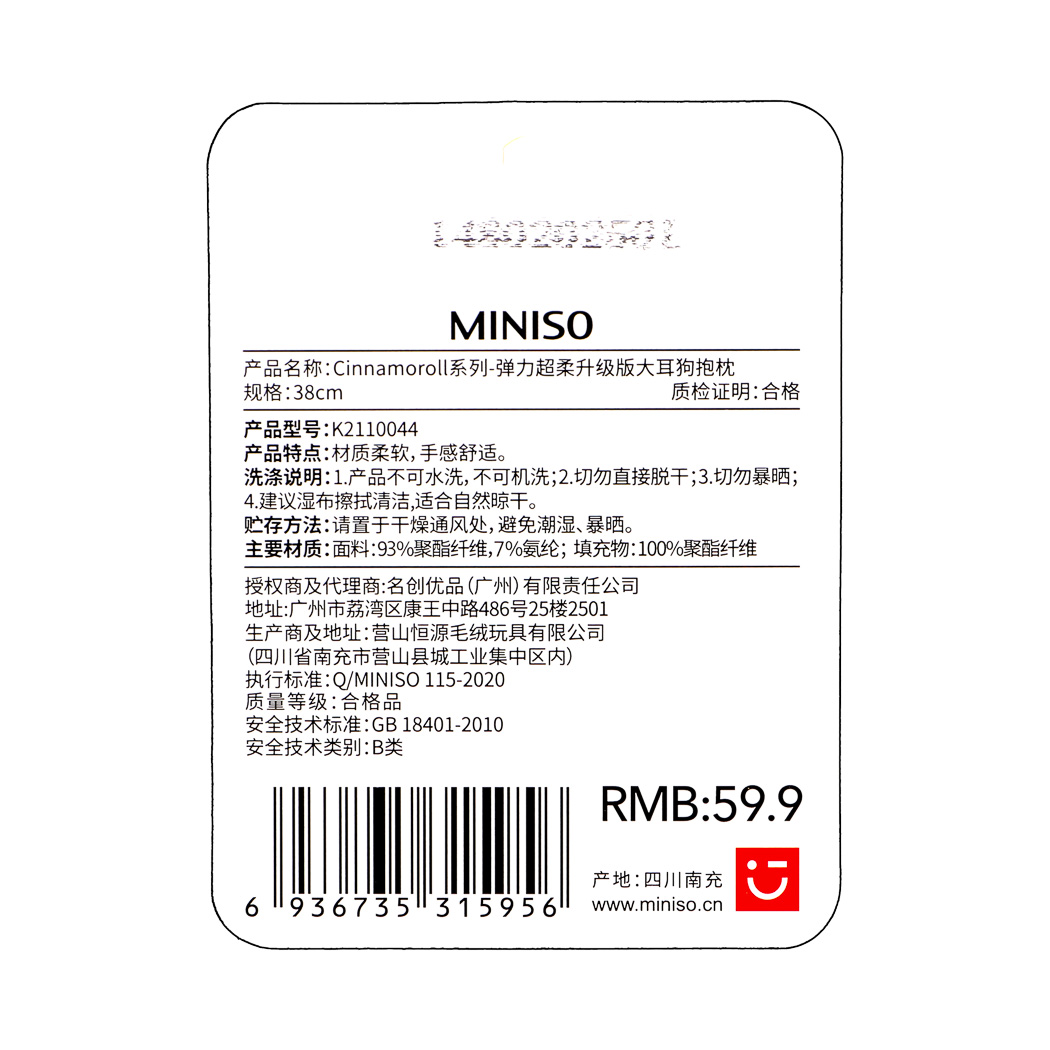 1480202501
MINISO
产品名称:Cinnamoroll系列-弹力超柔升级版大耳狗抱枕
规格:38cm 质检证明:合格
产品型号:K2110044
产品特点:材质柔软,手感舒适。
洗涤说明:1.产品不可水洗,不可机洗;2.切勿直接脱干;3.切勿暴晒;
4.建议湿布擦拭清洁,适合自然晾干。
贮存方法:请置于干燥通风处,避免潮湿、暴晒。
主要材质:面料:93%聚酯纤维,7%氨纶; 填充物:100%聚酯纤维
授权商及代理商:名创优品(广州)有限责任公司
地址:广州市荔湾区康王中路486号25楼2501
生产商及地址:营山恒源毛绒玩具有限公司
(四川省南充市营山县城工业集中区内)
执行标准:Q/MINISO 115-2020
质量等级:合格品
安全技术标准:GB 18401-2010
安全技术类别:B类
RMB:59.9
产地:四川南充
www.miniso.cn
6 936735 315956